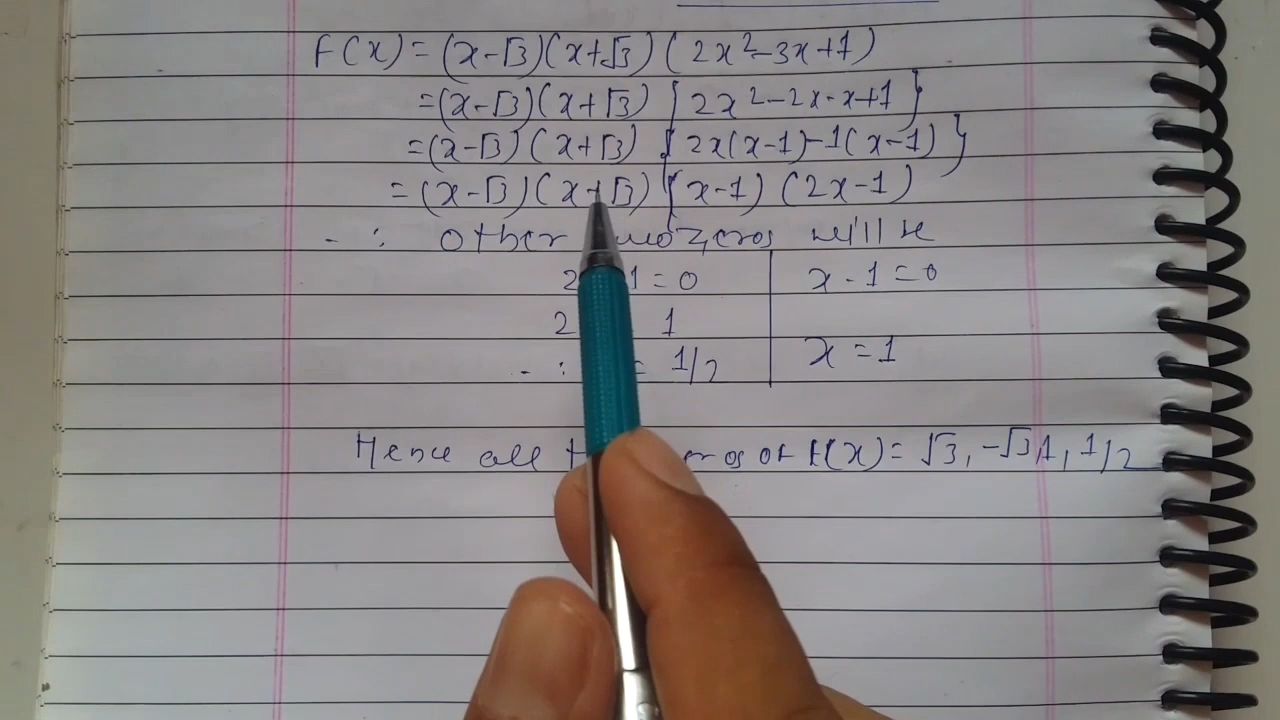 F(x) = (x-√3)(x+√3)(2x²-3x+1)
= (x-√3)(x+√3) {2x²-2x-x+1}
= (x-√3)(x+√3) {2x(x-1)-1(x-1)}
= (x-√3)(x+√3) {(x-1)(2x-1)
∴ other zeros will be
2 1 = 0
x - 1 = 0
2 1
∴ = 1/2
x = 1
Hence all of f(x) = √3, -√3, 1, 1/2